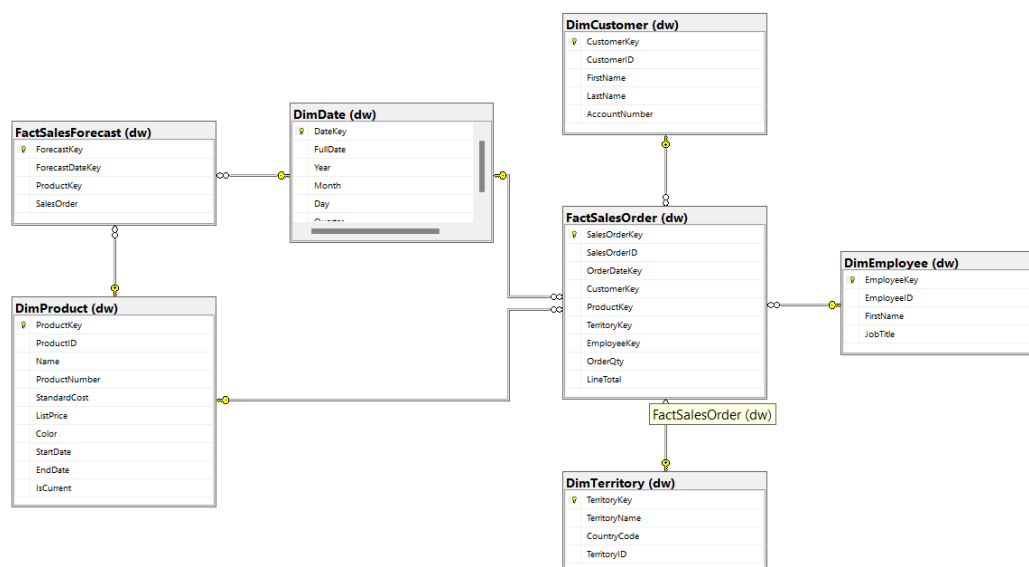 DimCustomer (dw)
CustomerKey
CustomerID
FirstName
LastName
AccountNumber
DimDate (dw)
DateKey
FullDate
Year
Month
Day
FactSalesForecast (dw)
ForecastKey
ForecastDateKey
ProductKey
SalesOrder
FactSalesOrder (dw)
SalesOrderKey
SalesOrderID
OrderDateKey
CustomerKey
ProductKey
TerritoryKey
EmployeeKey
OrderQty
LineTotal
FactSalesOrder (dw)
DimEmployee (dw)
EmployeeKey
EmployeeID
FirstName
JobTitle
DimProduct (dw)
ProductKey
ProductID
Name
ProductNumber
StandardCost
ListPrice
Color
StartDate
EndDate
IsCurrent
DimTerritory (dw)
TerritoryKey
TerritoryName
CountryCode
TerritoryID